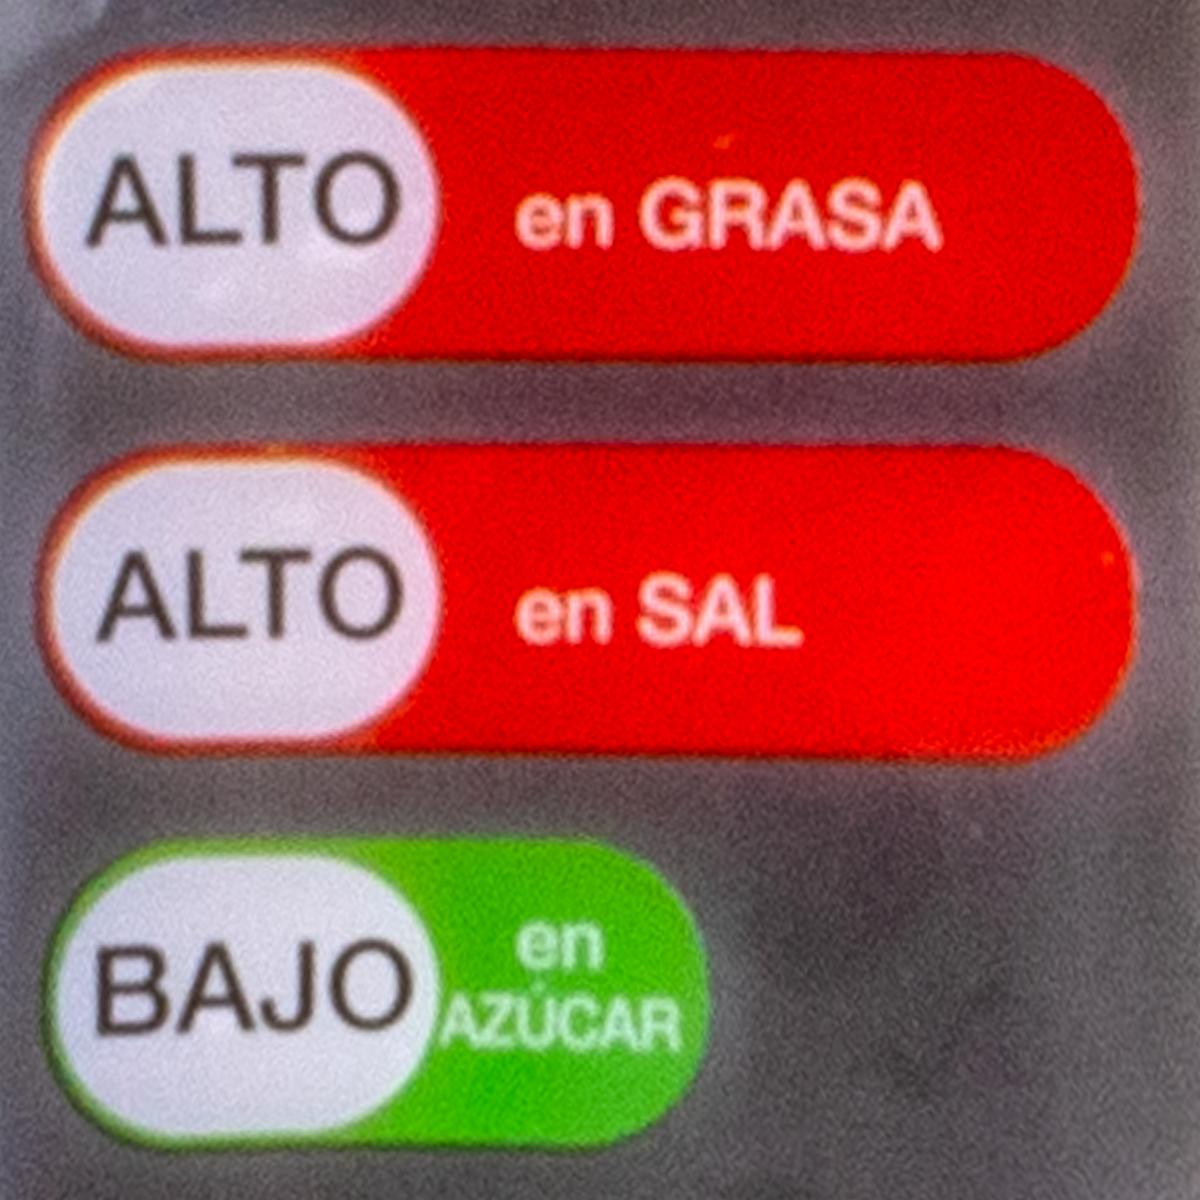 ALTO en GRASA
ALTO en SAL
BAJO en
AZÚCAR